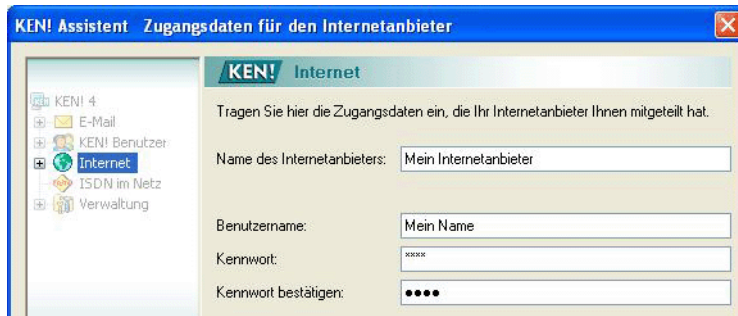 KEN! Assistent Zugangsdaten für den Internetanbieter
KEN! Internet
KEN! 4
E-Mail
KEN! Benutzer
Internet
ISDN im Netz
Verwaltung
Tragen Sie hier die Zugangsdaten ein, die Ihr Internetanbieter Ihnen mitgeteilt hat.
Name des Internetanbieters: Mein Internetanbieter
Benutzername: Mein Name
Kennwort: ****
Kennwort bestätigen: ●●●●